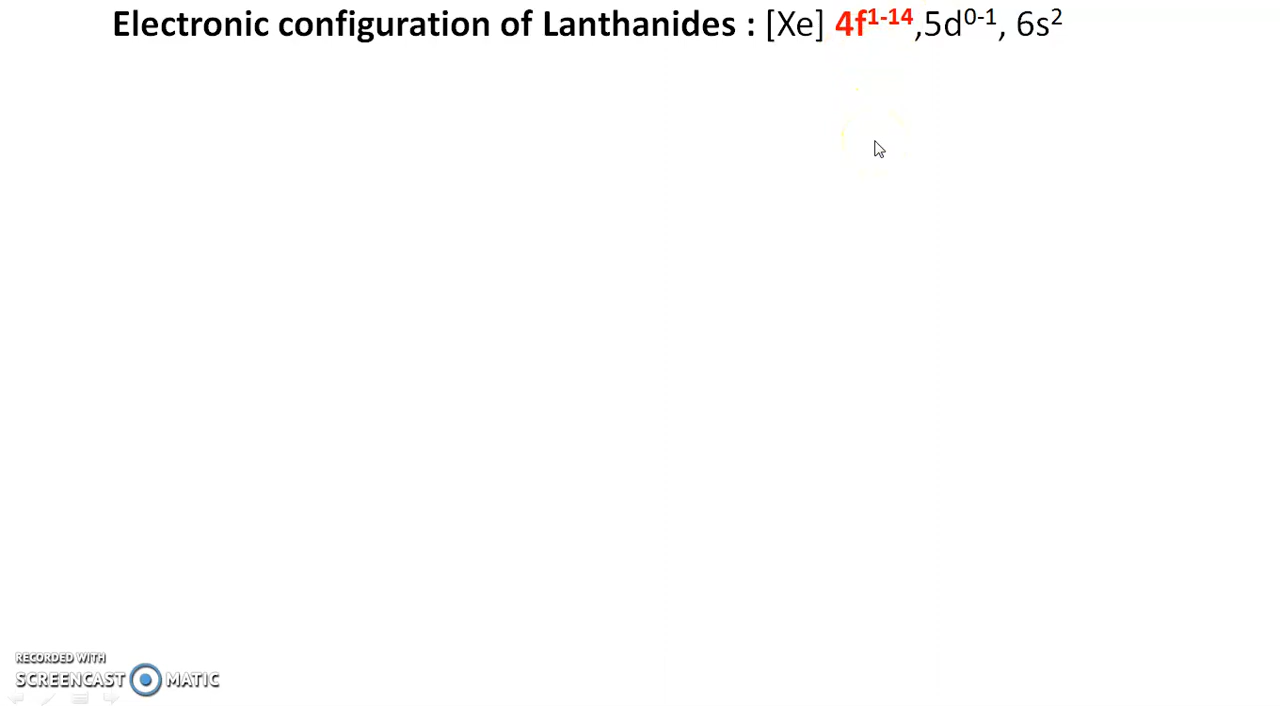 Electronic configuration of Lanthanides : [Xe] 4f¹⁻¹⁴,5d⁰⁻¹, 6s²
RECORDED WITH
SCREENCAST MATIC